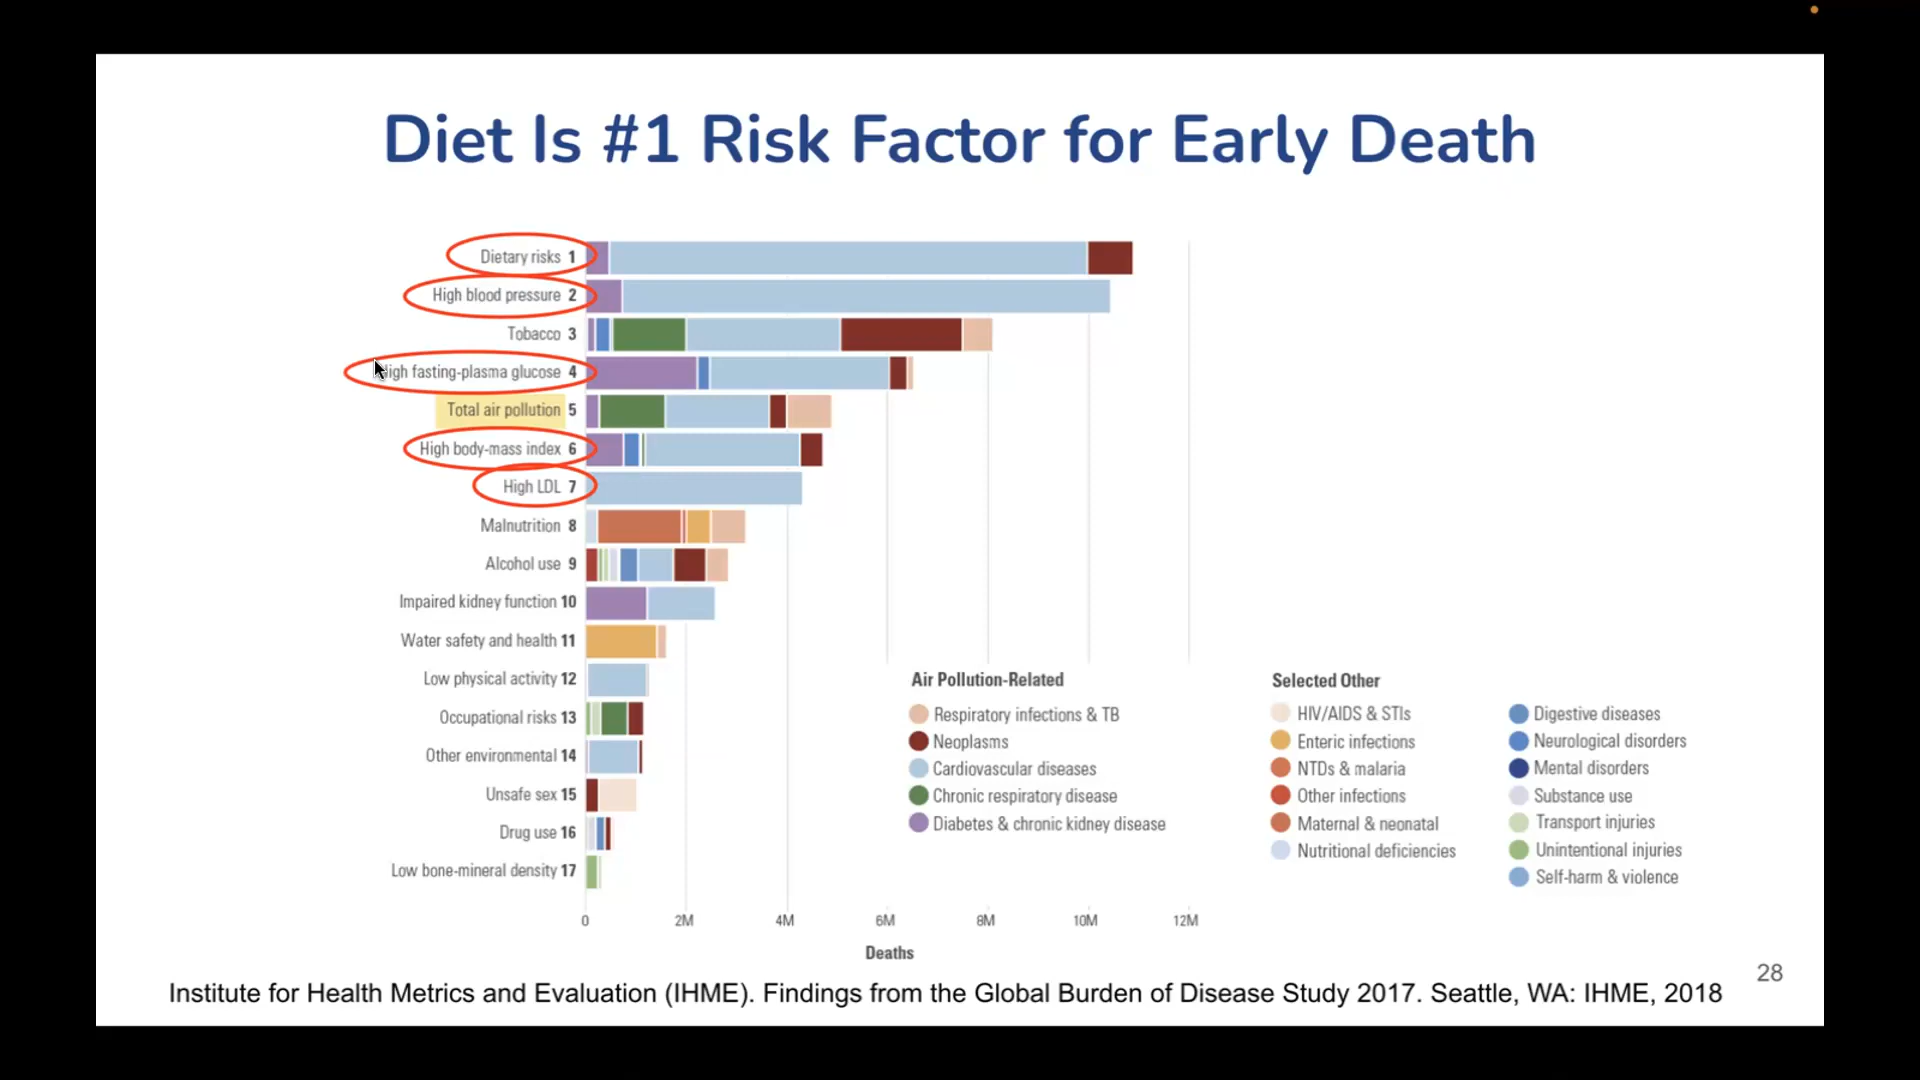 Diet Is #1 Risk Factor for Early Death
Dietary risks 1
High blood pressure 2
Tobacco 3
High fasting-plasma glucose 4
Total air pollution 5
High body-mass index 6
High LDL 7
Malnutrition 8
Alcohol use 9
Impaired kidney function 10
Water safety and health 11
Low physical activity 12
Occupational risks 13
Other environmental 14
Unsafe sex 15
Drug use 16
Low bone-mineral density 17
0 2M 4M 6M 8M 10M 12M
Deaths
Air Pollution-Related
Respiratory infections & TB
Neoplasms
Cardiovascular diseases
Chronic respiratory disease
Diabetes & chronic kidney disease
Selected Other
HIV/AIDS & STIs
Enteric infections
NTDs & malaria
Other infections
Maternal & neonatal
Nutritional deficiencies
Digestive diseases
Neurological disorders
Mental disorders
Substance use
Transport injuries
Unintentional injuries
Self-harm & violence
28
Institute for Health Metrics and Evaluation (IHME). Findings from the Global Burden of Disease Study 2017. Seattle, WA: IHME, 2018